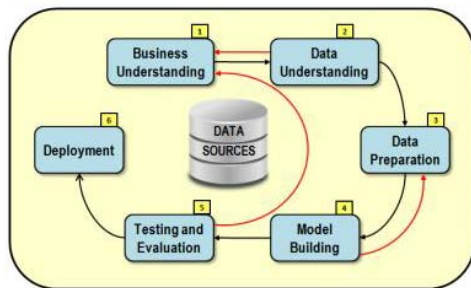 1
Business
Understanding
2
Data
Understanding
3
Data
Preparation
4
Model
Building
5
Testing and
Evaluation
6
Deployment
DATA
SOURCES